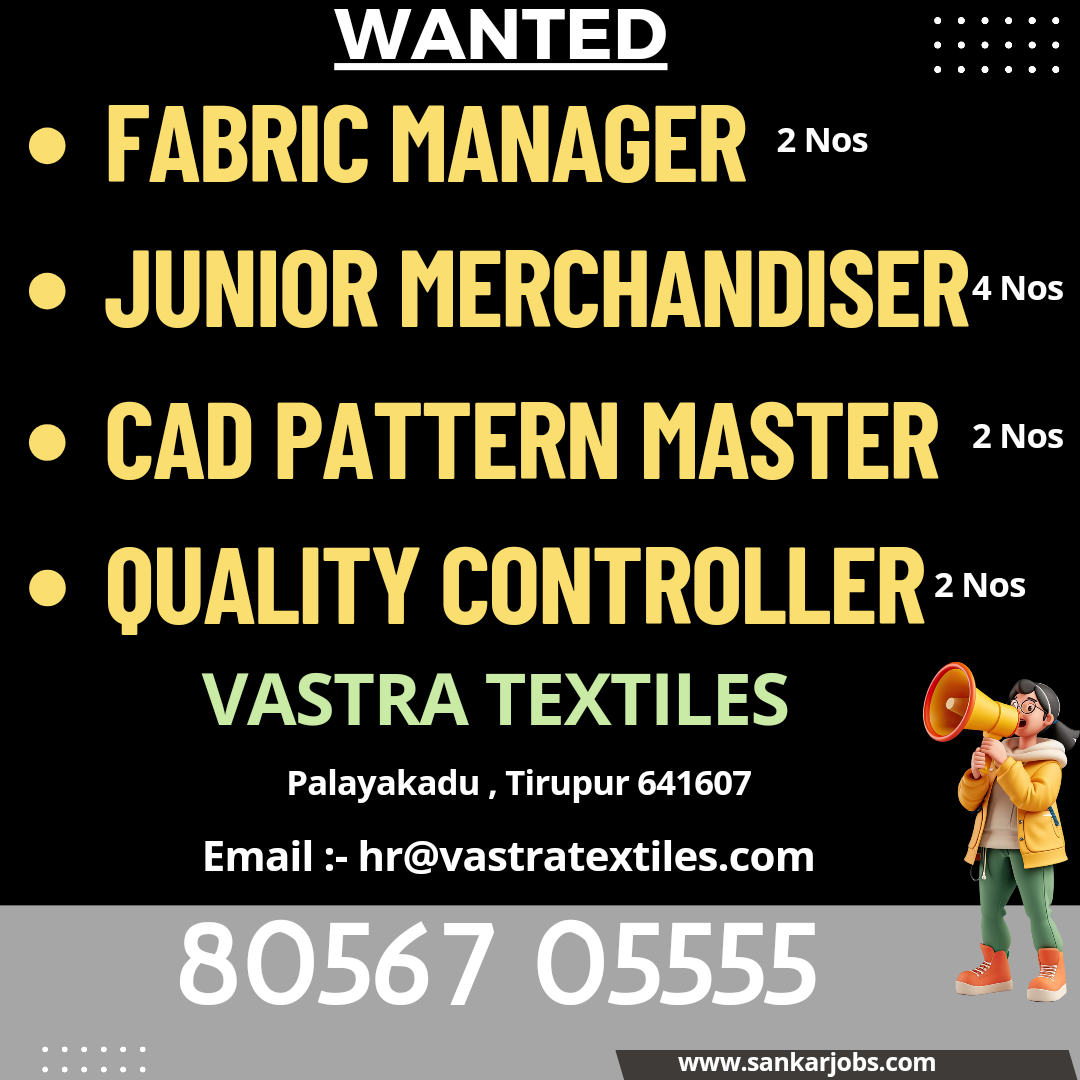 WANTED
• FABRIC MANAGER 2 Nos
• JUNIOR MERCHANDISER 4 Nos
• CAD PATTERN MASTER 2 Nos
• QUALITY CONTROLLER 2 Nos
VASTRA TEXTILES
Palayakadu , Tirupur 641607
Email :- hr@vastratextiles.com
80567 05555
www.sankarjobs.com